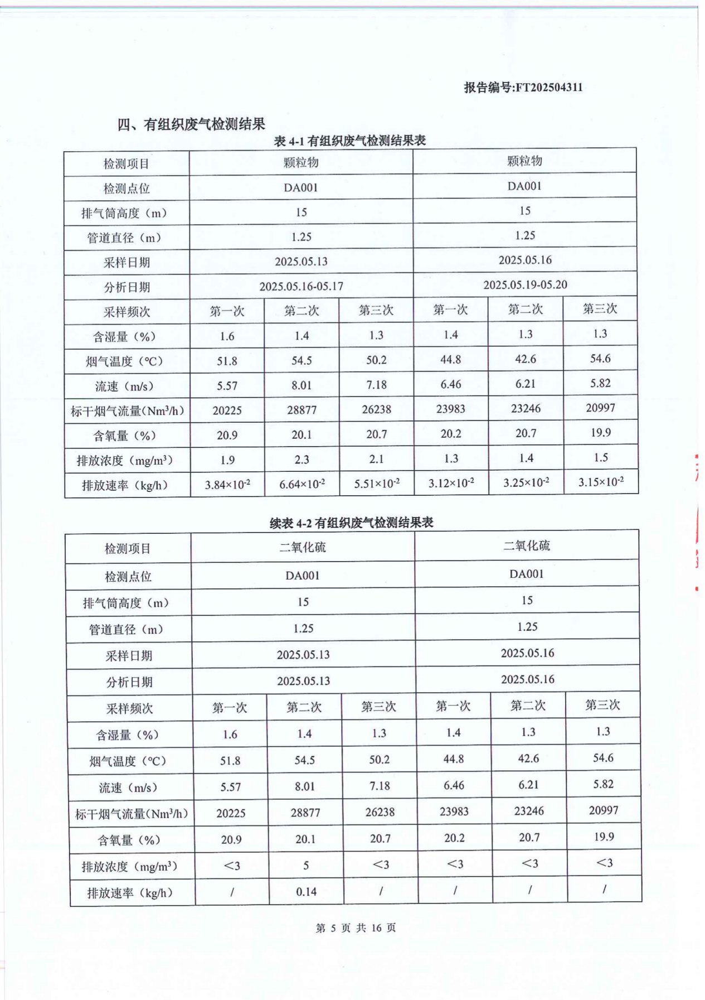 报告编号:FT202504311
四、有组织废气检测结果
表 4-1 有组织废气检测结果表
检测项目 颗粒物 颗粒物
检测点位 DA001 DA001
排气筒高度（m） 15 15
管道直径（m） 1.25 1.25
采样日期 2025.05.13 2025.05.16
分析日期 2025.05.16-05.17 2025.05.19-05.20
采样频次 第一次 第二次 第三次 第一次 第二次 第三次
含湿量（%） 1.6 1.4 1.3 1.4 1.3 1.3
烟气温度（℃） 51.8 54.5 50.2 44.8 42.6 54.6
流速（m/s） 5.57 8.01 7.18 6.46 6.21 5.82
标干烟气流量(Nm³/h) 20225 28877 26238 23983 23246 20997
含氧量（%） 20.9 20.1 20.7 20.2 20.7 19.9
排放浓度（mg/m³） 1.9 2.3 2.1 1.3 1.4 1.5
排放速率（kg/h） 3.84×10⁻² 6.64×10⁻² 5.51×10⁻² 3.12×10⁻² 3.25×10⁻² 3.15×10⁻²
续表 4-2 有组织废气检测结果表
检测项目 二氧化硫 二氧化硫
检测点位 DA001 DA001
排气筒高度（m） 15 15
管道直径（m） 1.25 1.25
采样日期 2025.05.13 2025.05.16
分析日期 2025.05.13 2025.05.16
采样频次 第一次 第二次 第三次 第一次 第二次 第三次
含湿量（%） 1.6 1.4 1.3 1.4 1.3 1.3
烟气温度（℃） 51.8 54.5 50.2 44.8 42.6 54.6
流速（m/s） 5.57 8.01 7.18 6.46 6.21 5.82
标干烟气流量(Nm³/h) 20225 28877 26238 23983 23246 20997
含氧量（%） 20.9 20.1 20.7 20.2 20.7 19.9
排放浓度（mg/m³） ＜3 5 ＜3 ＜3 ＜3 ＜3
排放速率（kg/h） / 0.14 / / / /
第 5 页 共 16 页